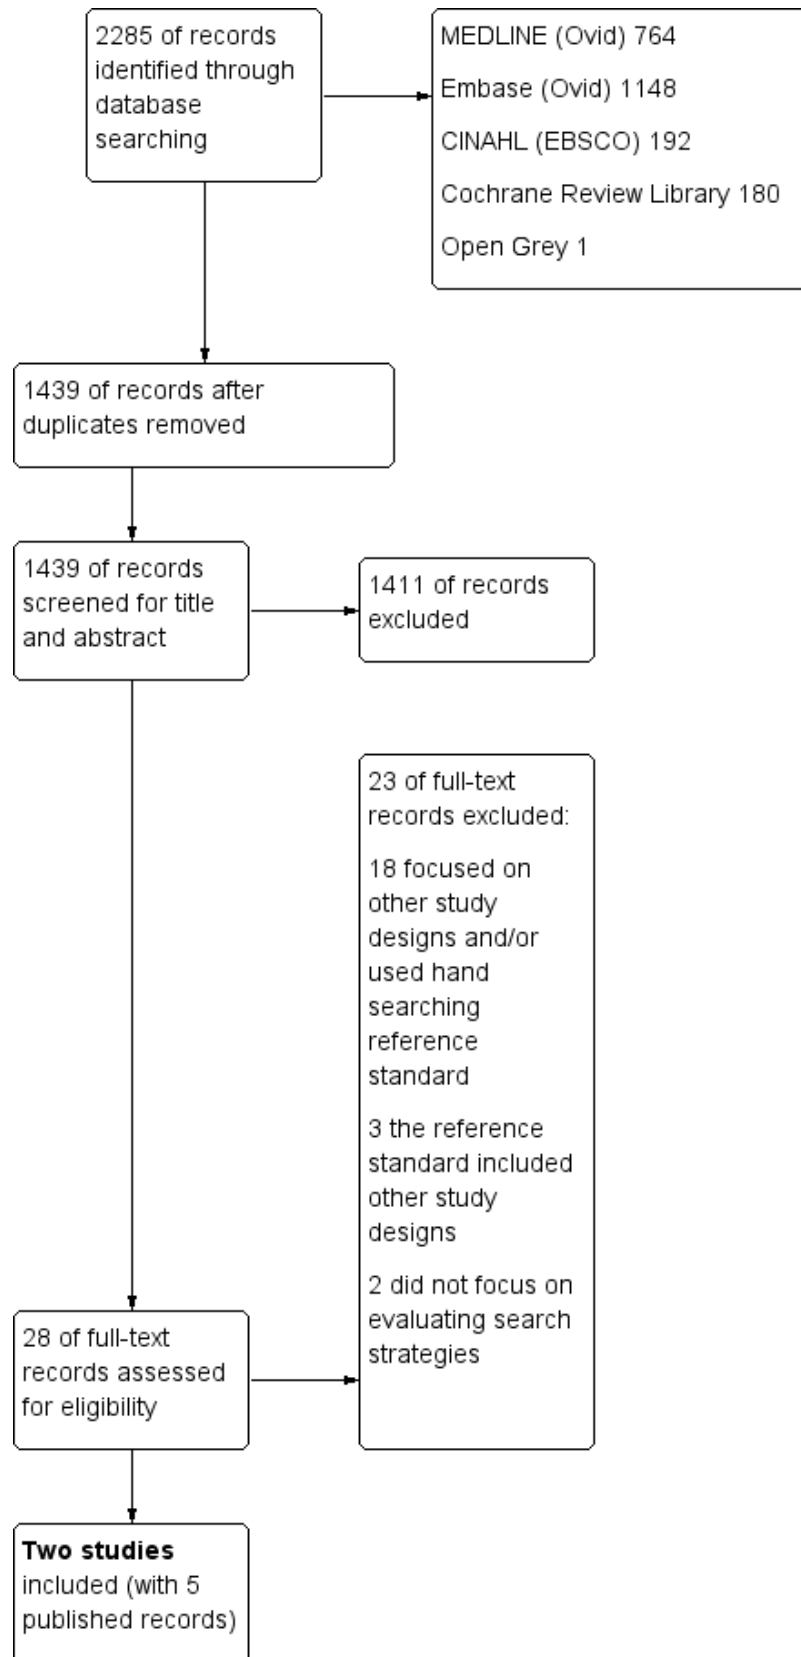 2285 of records
identified through
database
searching
MEDLINE (Ovid) 764
Embase (Ovid) 1148
CINAHL (EBSCO) 192
Cochrane Review Library 180
Open Grey 1
1439 of records after
duplicates removed
1439 of records
screened for title
and abstract
1411 of records
excluded
23 of full-text
records excluded:
18 focused on
other study
designs and/or
used hand
searching
reference
standard
3 the reference
standard included
other study
designs
2 did not focus on
evaluating search
strategies
28 of full-text
records assessed
for eligibility
Two studies
included (with 5
published records)